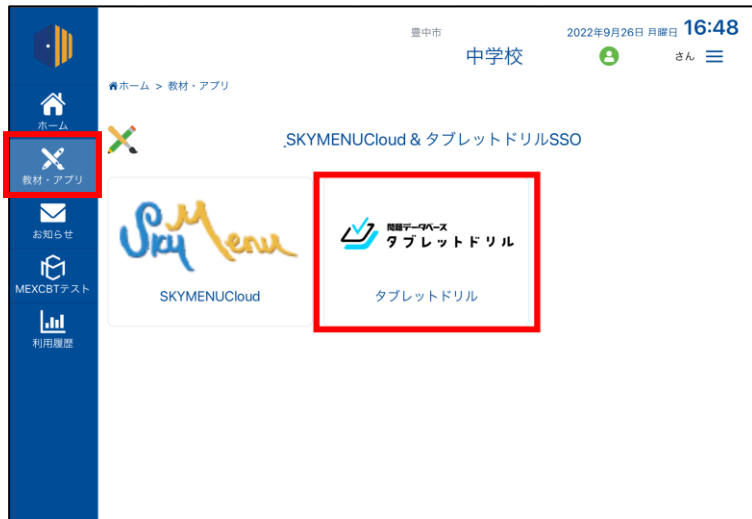 豊中市
2022年9月26日 月曜日 16:48
中学校
さん
ホーム > 教材・アプリ
ホーム
SKYMENUCloud & タブレットドリルSSO
教材・アプリ
Sky Menu
問題データベース
タブレットドリル
お知らせ
SKYMENUCloud
タブレットドリル
MEXCBTテスト
利用履歴